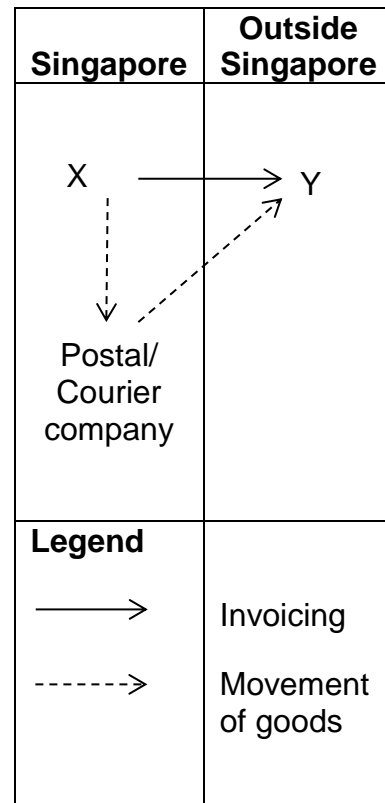 Singapore
Outside
Singapore
X
Y
Postal/
Courier
company
Legend
Invoicing
Movement
of goods